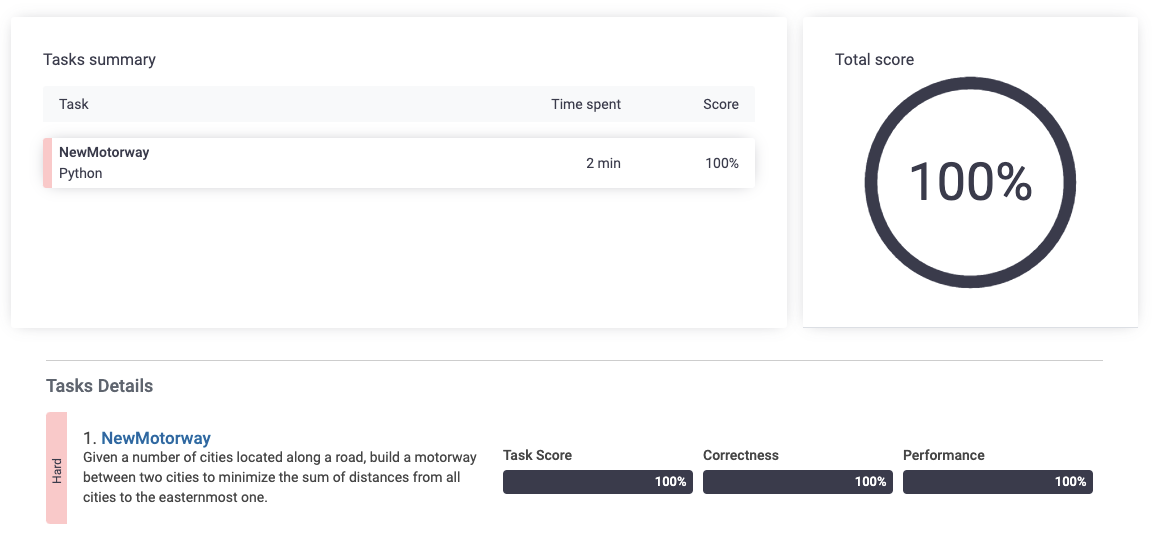 Tasks summary
Task Time spent Score
NewMotorway
Python
2 min 100%
Total score
100%
Tasks Details
Hard
1. NewMotorway
Given a number of cities located along a road, build a motorway
between two cities to minimize the sum of distances from all
cities to the easternmost one.
Task Score
100%
Correctness
100%
Performance
100%